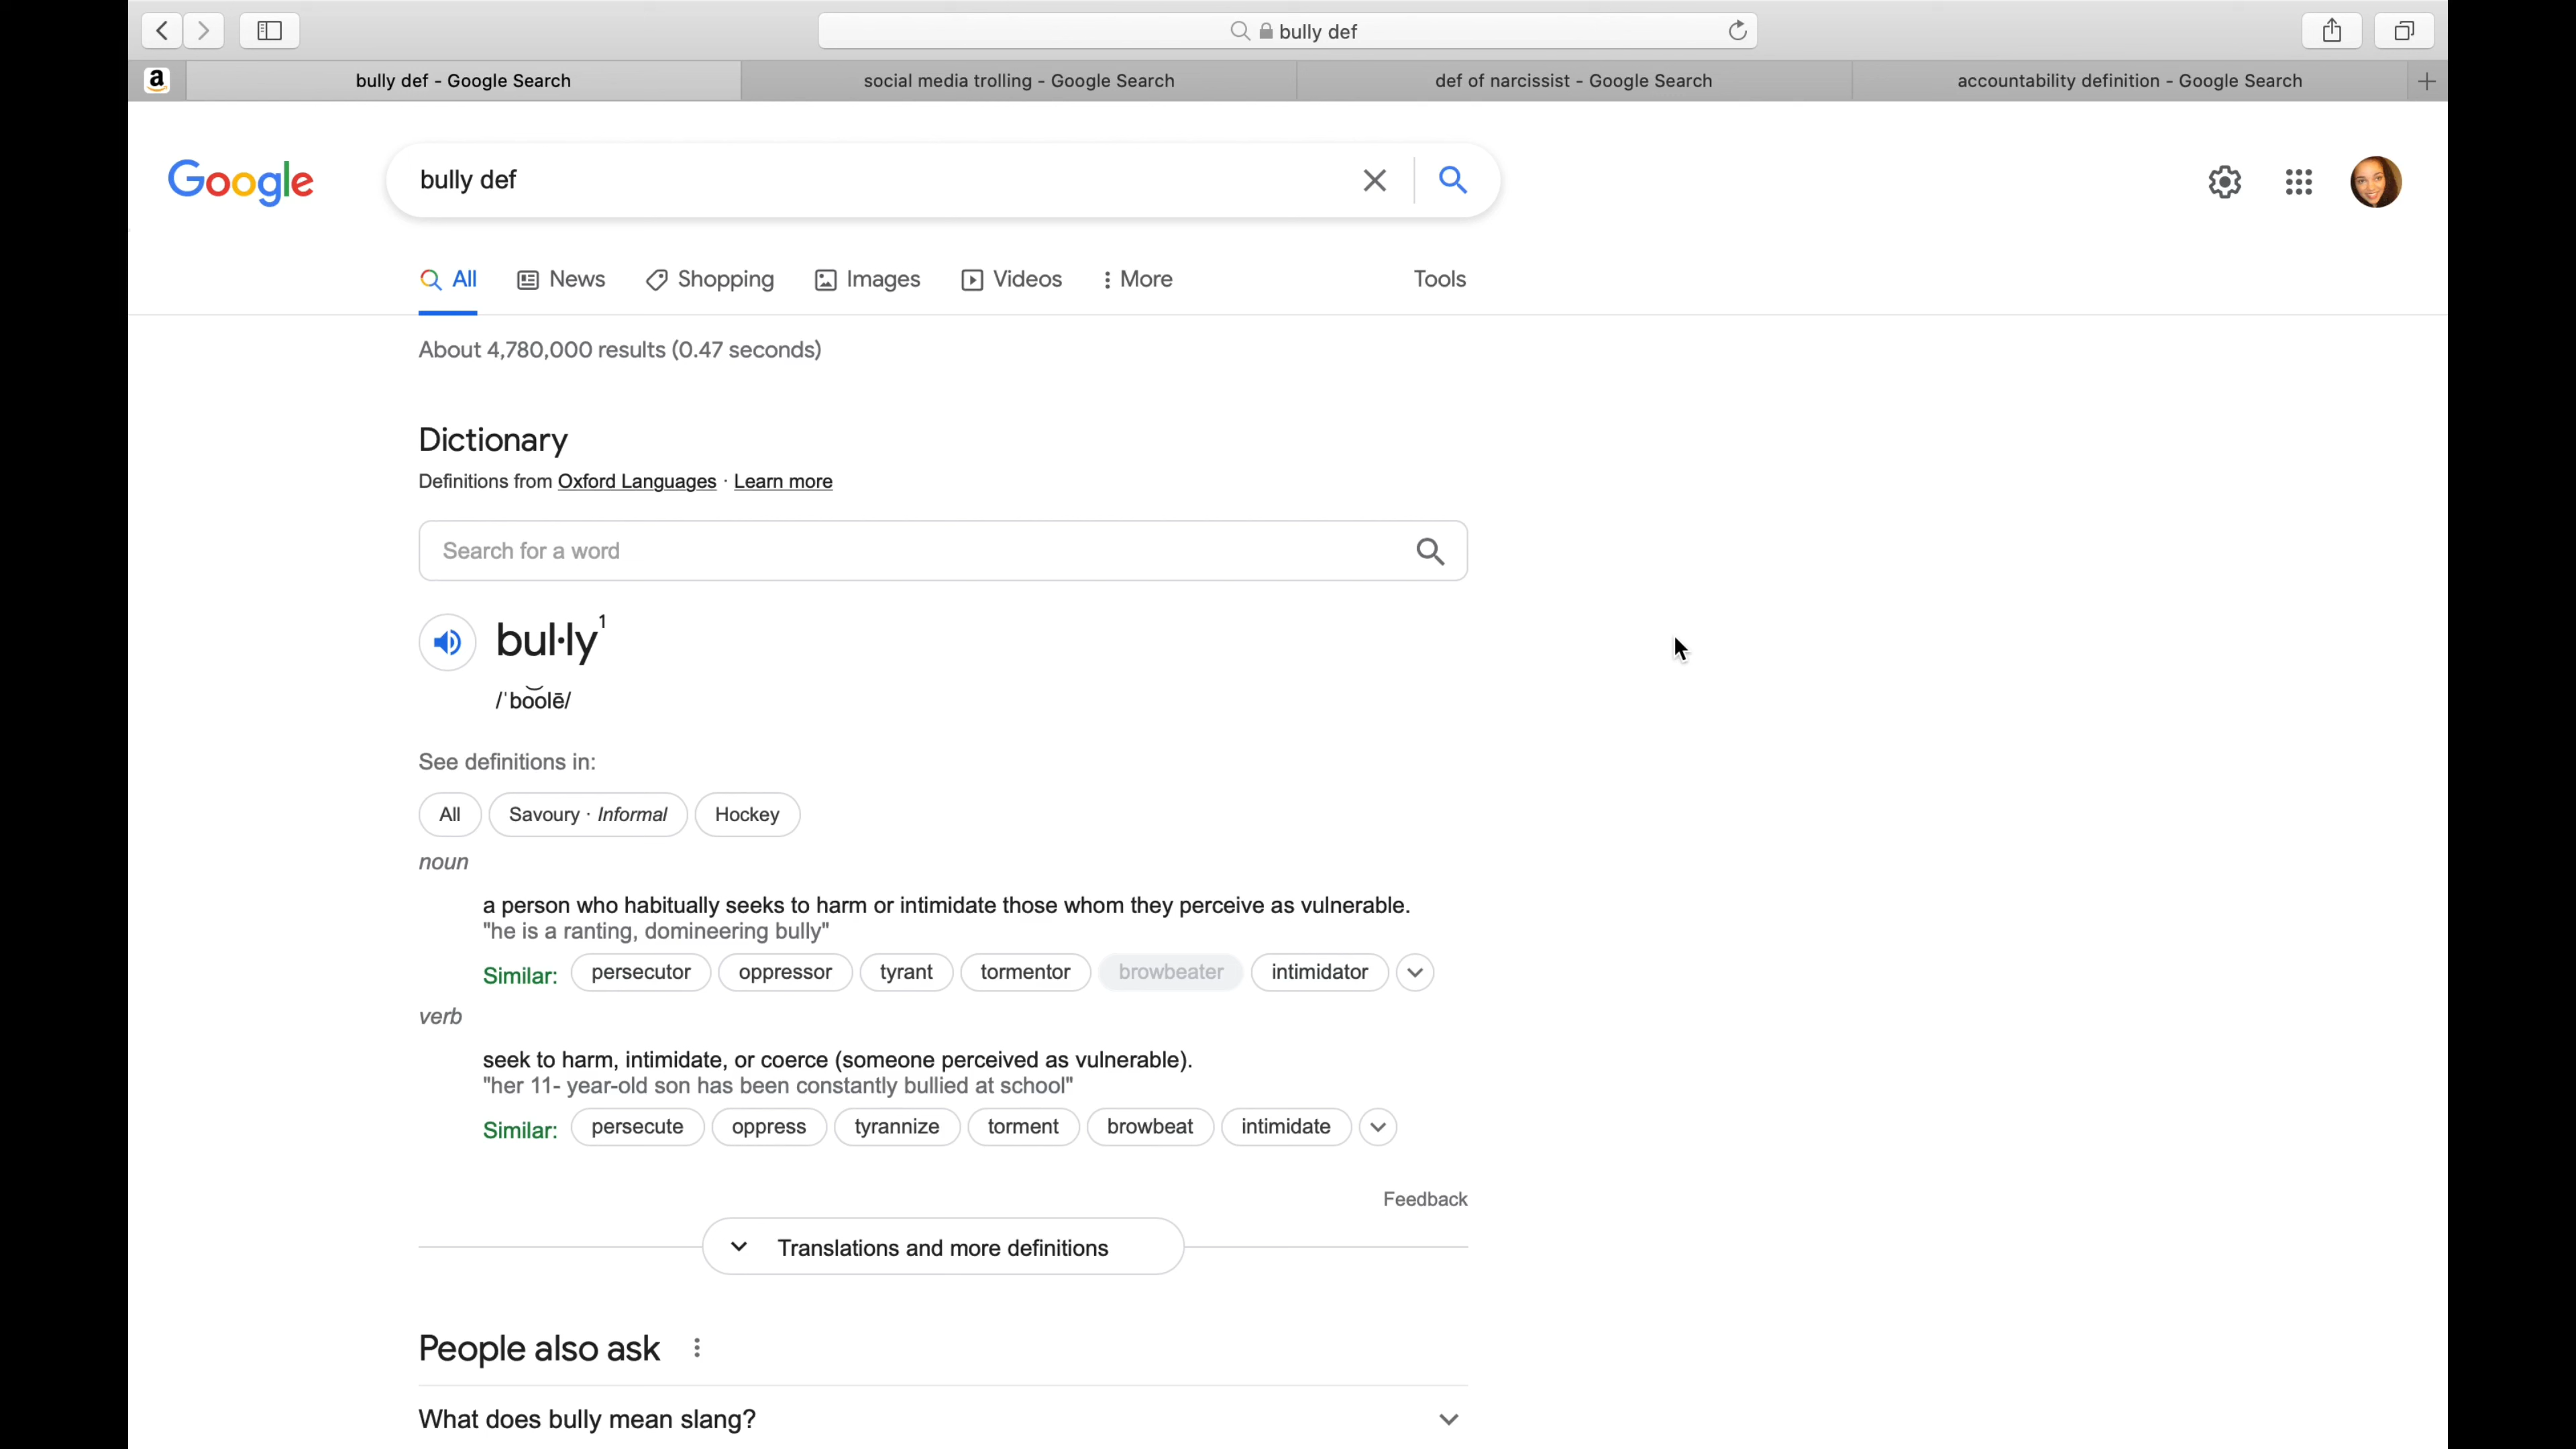 bully def
a
bully def - Google Search
social media trolling - Google Search
def of narcissist - Google Search
accountability definition - Google Search
Google
bully def
All
News
Shopping
Images
Videos
More
Tools
About 4,780,000 results (0.47 seconds)
Dictionary
Definitions from Oxford Languages · Learn more
Search for a word
bul·ly¹
/ˈbo͝olē/
See definitions in:
All
Savoury · Informal
Hockey
noun
a person who habitually seeks to harm or intimidate those whom they perceive as vulnerable.
"he is a ranting, domineering bully"
Similar: persecutor oppressor tyrant tormentor browbeater intimidator
verb
seek to harm, intimidate, or coerce (someone perceived as vulnerable).
"her 11- year-old son has been constantly bullied at school"
Similar: persecute oppress tyrannize torment browbeat intimidate
Feedback
Translations and more definitions
People also ask
What does bully mean slang?